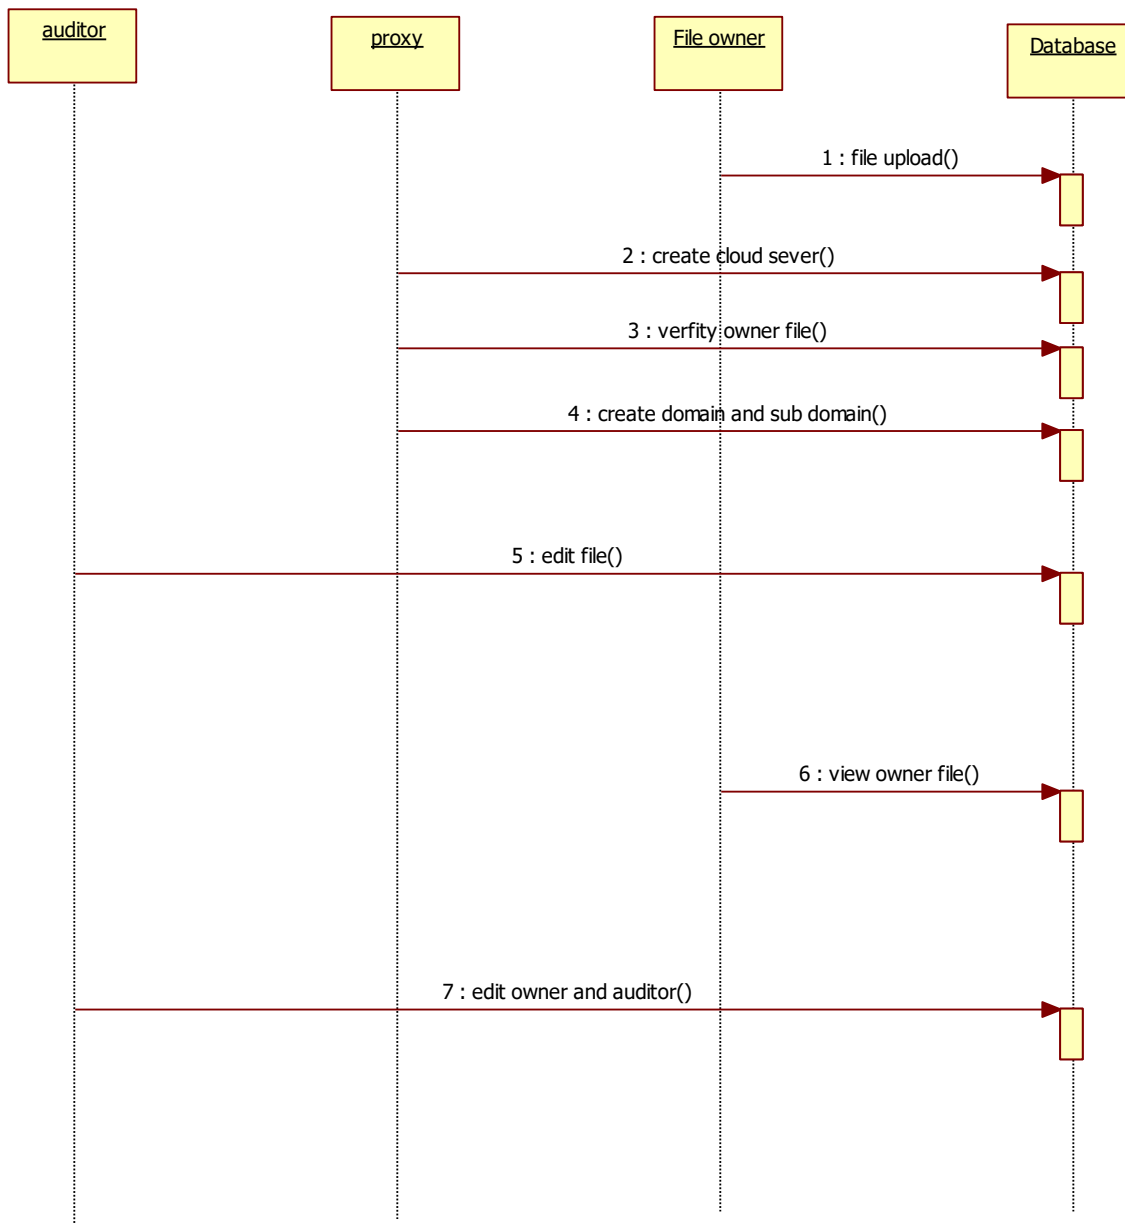 auditor
proxy
File owner
Database
1 : file upload()
2 : create cloud sever()
3 : verfity owner file()
4 : create domain and sub domain()
5 : edit file()
6 : view owner file()
7 : edit owner and auditor()